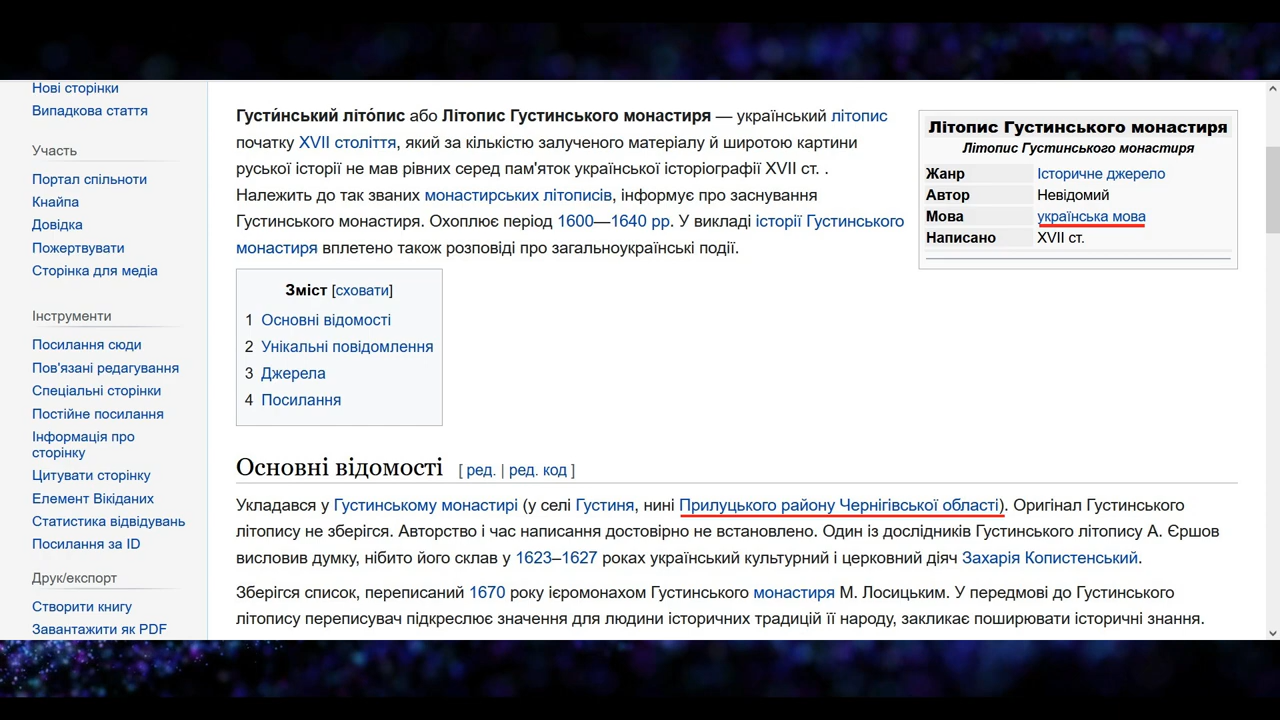 Нові сторінки
Випадкова стаття
Участь
Портал спільноти
Кнайпа
Довідка
Пожертвувати
Сторінка для медіа
Інструменти
Посилання сюди
Пов'язані редагування
Спеціальні сторінки
Постійне посилання
Інформація про
сторінку
Цитувати сторінку
Елемент Вікіданих
Статистика відвідувань
Посилання за ID
Друк/експорт
Створити книгу
Завантажити як PDF
Густи́нський літо́пис або Літопис Густинського монастиря — український літопис
початку XVII століття, який за кількістю залученого матеріалу й широтою картини
руської історії не мав рівних серед пам'яток української історіографії XVII ст. .
Належить до так званих монастирських літописів, інформує про заснування
Густинського монастиря. Охоплює період 1600—1640 рр. У викладі історії Густинського
монастиря вплетено також розповіді про загальноукраїнські події.
Літопис Густинського монастиря
Літопис Густинського монастиря
Жанр Історичне джерело
Автор Невідомий
Мова українська мова
Написано XVII ст.
Зміст [сховати]
1 Основні відомості
2 Унікальні повідомлення
3 Джерела
4 Посилання
Основні відомості [ ред. | ред. код ]
Укладався у Густинському монастирі (у селі Густиня, нині Прилуцького району Чернігівської області). Оригінал Густинського
літопису не зберігся. Авторство і час написання достовірно не встановлено. Один із дослідників Густинського літопису А. Єршов
висловив думку, нібито його склав у 1623–1627 роках український культурний і церковний діяч Захарія Копистенський.
Зберігся список, переписаний 1670 року ієромонахом Густинського монастиря М. Лосицьким. У передмові до Густинського
літопису переписувач підкреслює значення для людини історичних традицій її народу, закликає поширювати історичні знання.